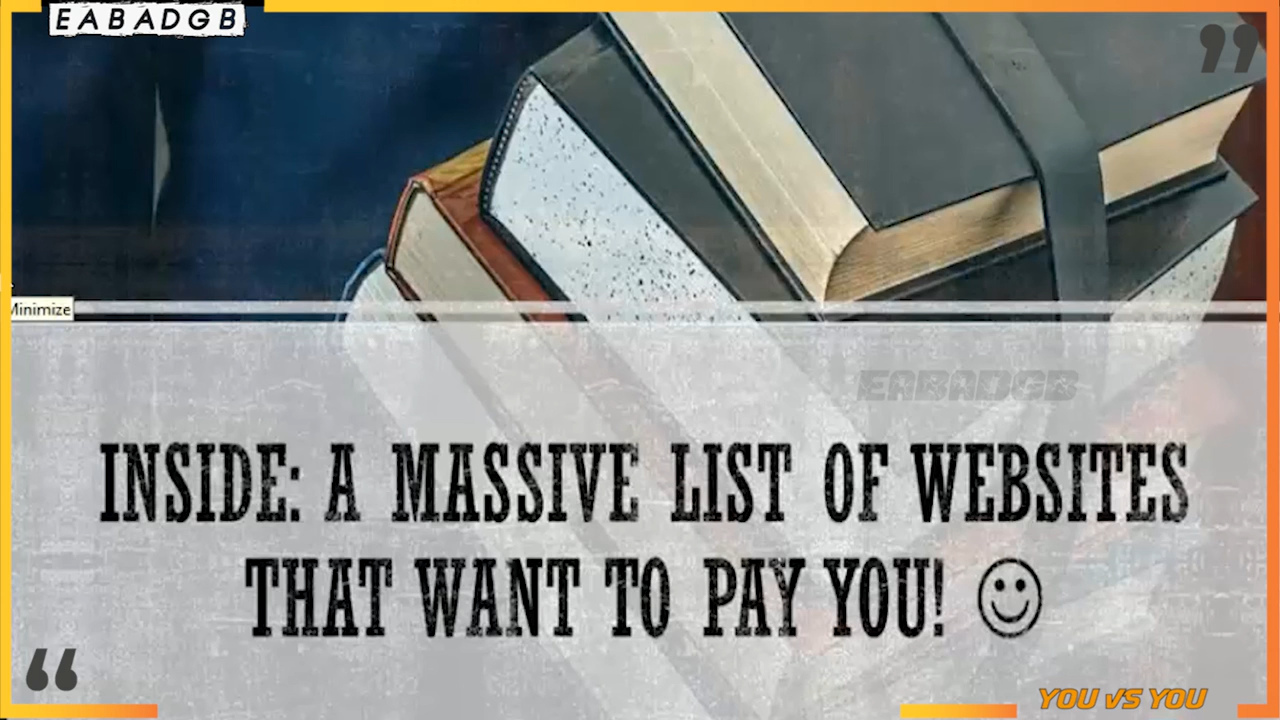 EABADGB
Minimize
EABADGB
INSIDE: A MASSIVE LIST OF WEBSITES
THAT WANT TO PAY YOU! ☺
YOU vS YOU